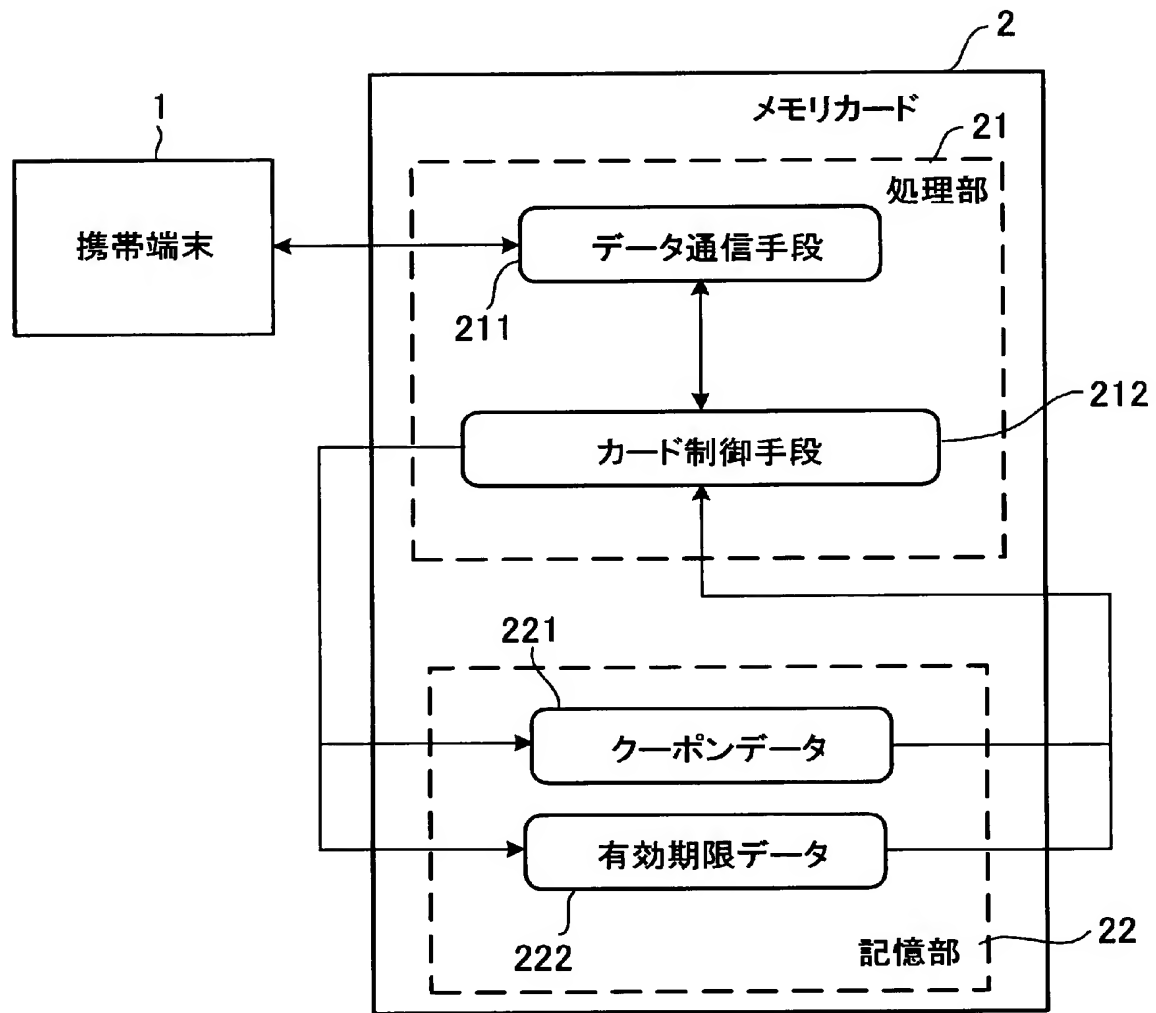 2
1
メモリカード
21
処理部
携帯端末
データ通信手段
211
212
カード制御手段
221
クーポンデータ
有効期限データ
222
記憶部
22